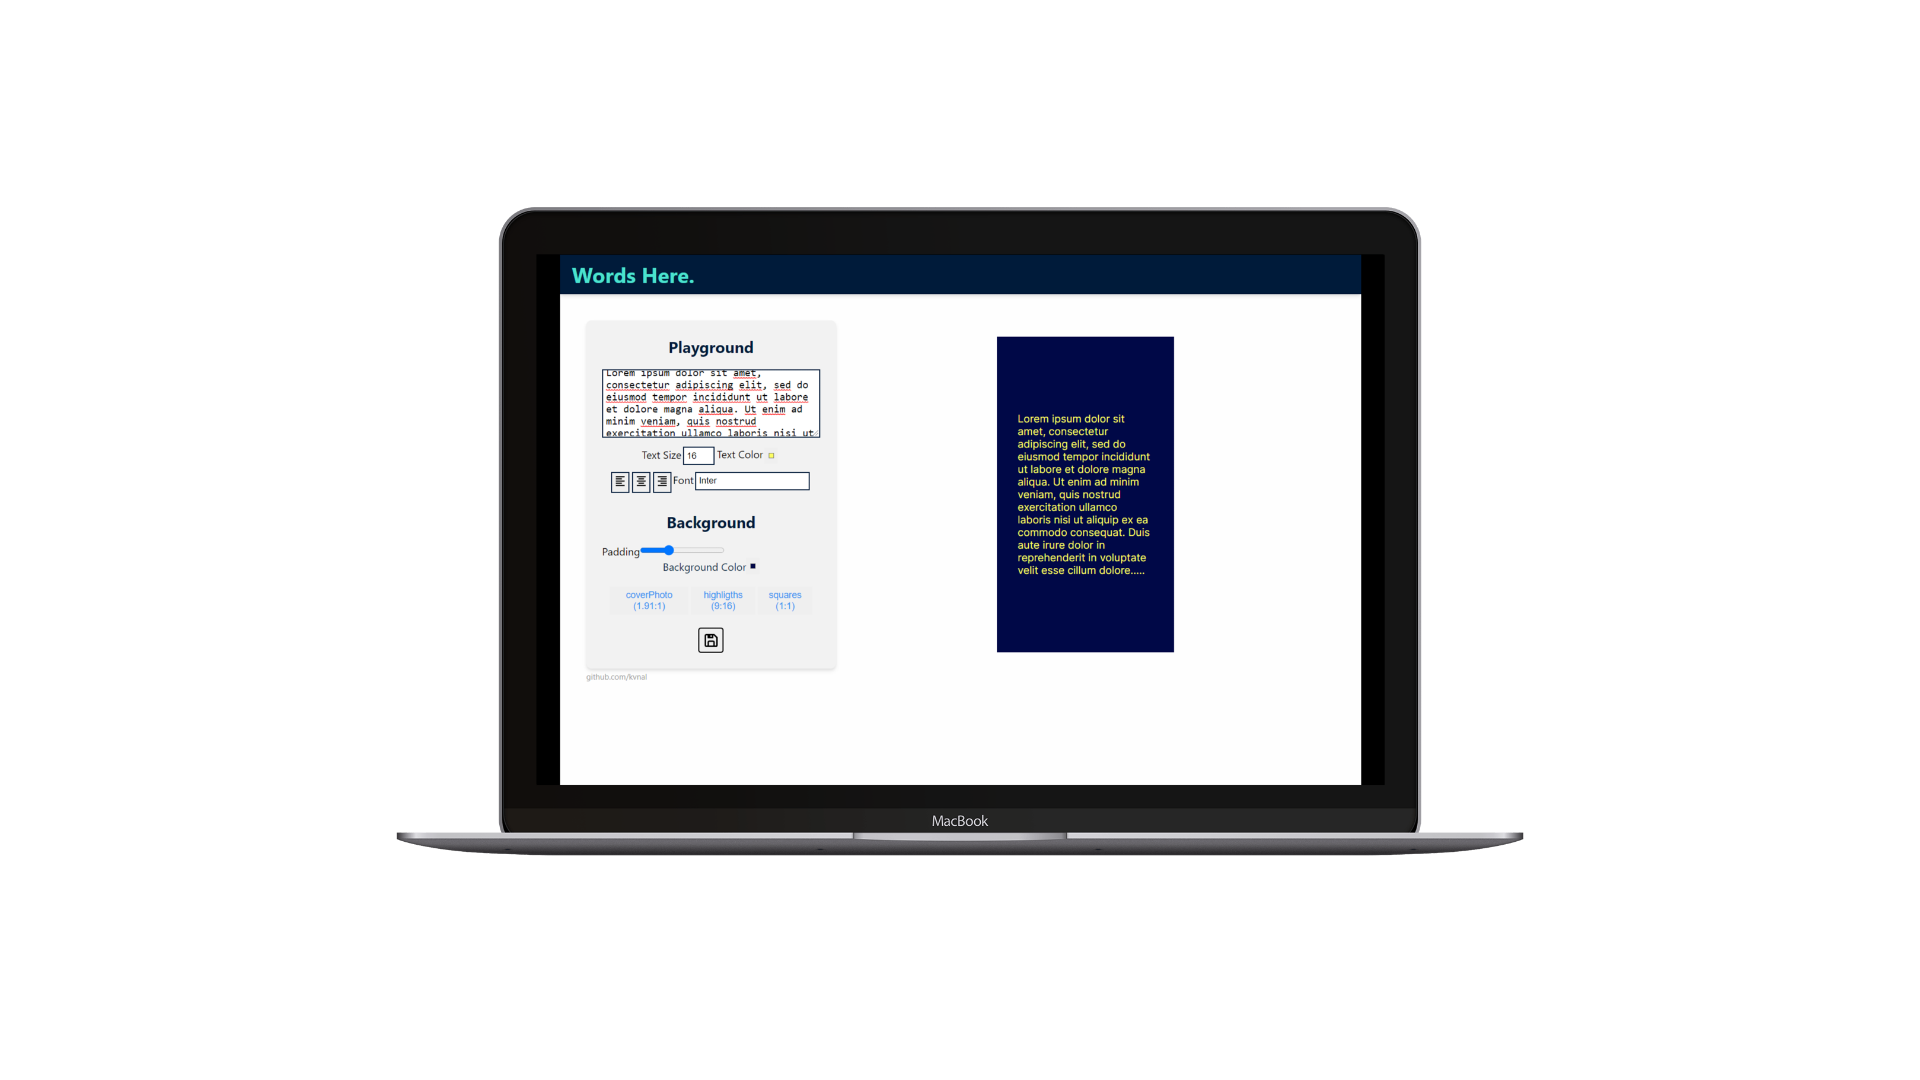 Words Here.
Playground
Lorem ipsum dolor sit amet,
consectetur adipiscing elit, sed do
eiusmod tempor incididunt ut labore
et dolore magna aliqua. Ut enim ad
minim veniam, quis nostrud
exercitation ullamco laboris nisi ut
Text Size 16 Text Color
Font Inter
Background
Padding
Background Color
coverPhoto
(1.91:1)
highligths
(9:16)
squares
(1:1)
github.com/kvnal
Lorem ipsum dolor sit
amet, consectetur
adipiscing elit, sed do
eiusmod tempor incididunt
ut labore et dolore magna
aliqua. Ut enim ad minim
veniam, quis nostrud
exercitation ullamco
laboris nisi ut aliquip ex ea
commodo consequat. Duis
aute irure dolor in
reprehenderit in voluptate
velit esse cillum dolore.....
MacBook